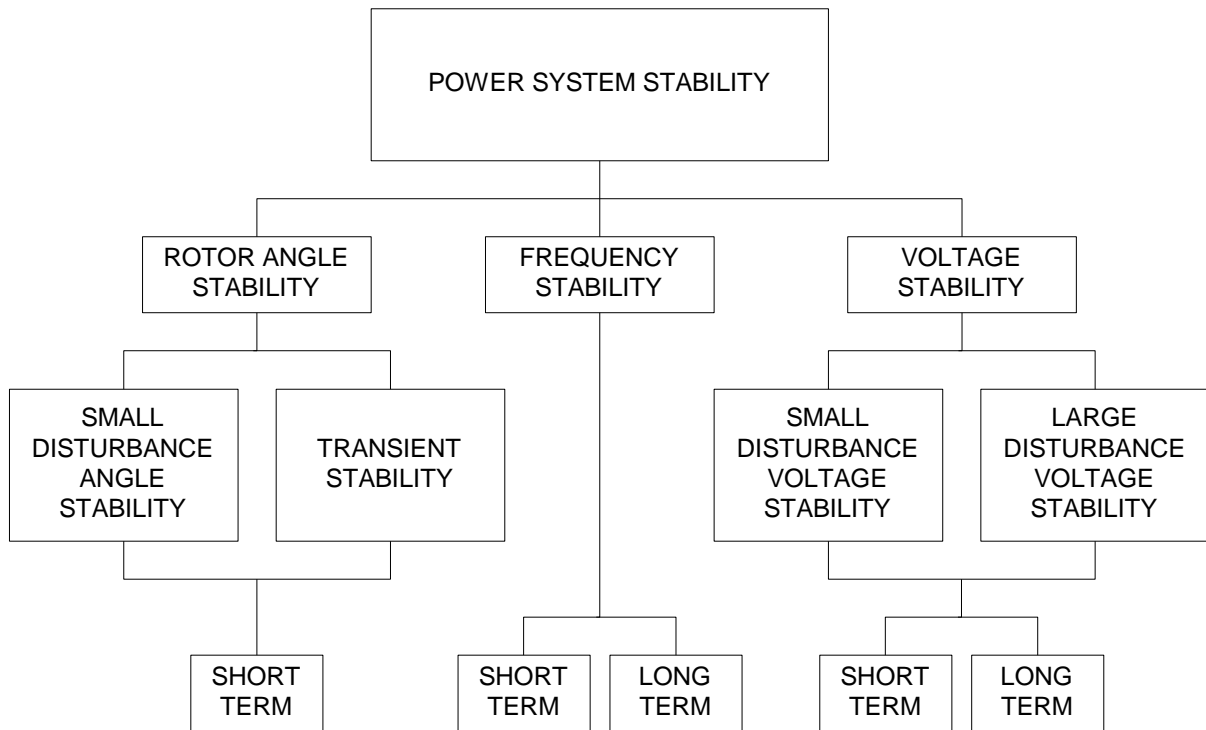 POWER SYSTEM STABILITY
ROTOR ANGLE
STABILITY
FREQUENCY
STABILITY
VOLTAGE
STABILITY
SMALL
DISTURBANCE
ANGLE
STABILITY
TRANSIENT
STABILITY
SMALL
DISTURBANCE
VOLTAGE
STABILITY
LARGE
DISTURBANCE
VOLTAGE
STABILITY
SHORT
TERM
SHORT
TERM
LONG
TERM
SHORT
TERM
LONG
TERM